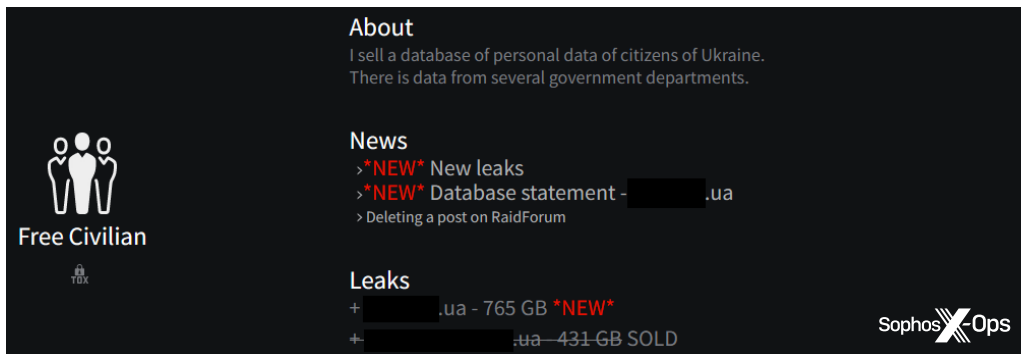 About
I sell a database of personal data of citizens of Ukraine.
There is data from several government departments.
News
›*NEW* New leaks
›*NEW* Database statement - .ua
› Deleting a post on RaidForum
Free Civilian
TOX
Leaks
+ .ua - 765 GB *NEW*
+ .ua - 431 GB SOLD
Sophos X-Ops